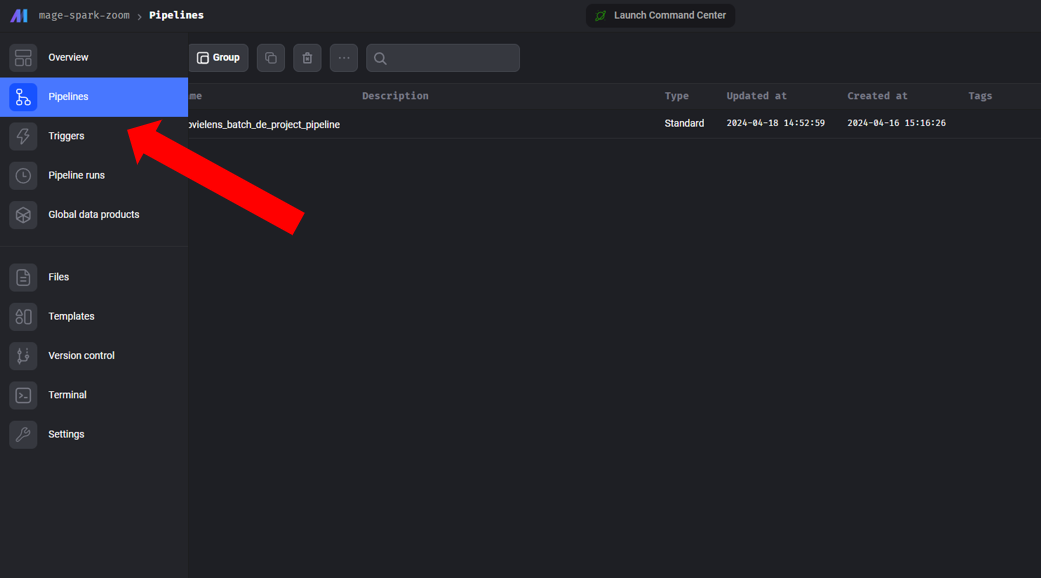 mage-spark-zoom › Pipelines
Launch Command Center
Overview
Group
Pipelines
me Description Type Updated at Created at Tags
ovielens_batch_de_project_pipeline Standard 2024-04-18 14:52:59 2024-04-16 15:16:26
Triggers
Pipeline runs
Global data products
Files
Templates
Version control
Terminal
Settings